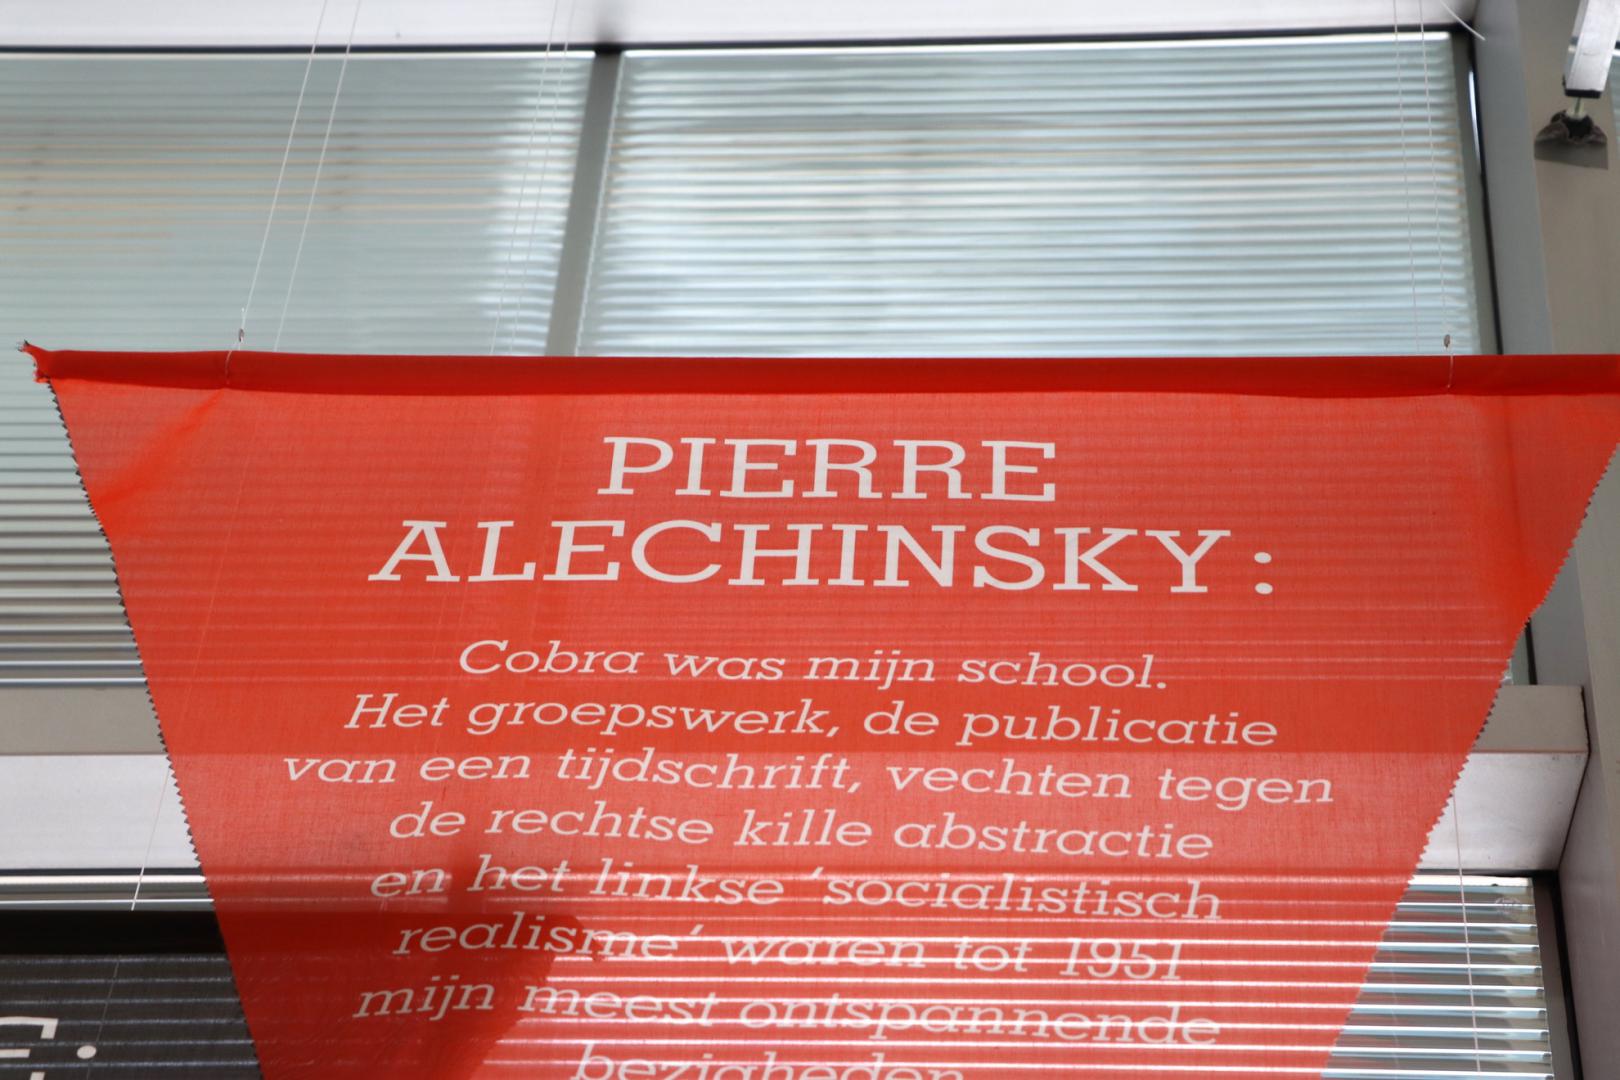 PIERRE
ALECHINSKY:
Cobra was mijn school.
Het groepswerk, de publicatie
van een tijdschrift, vechten tegen
de rechtse kille abstractie
en het linkse ‘socialistisch
realisme’ waren tot 1951
mijn meest ontspannende
bezigheden